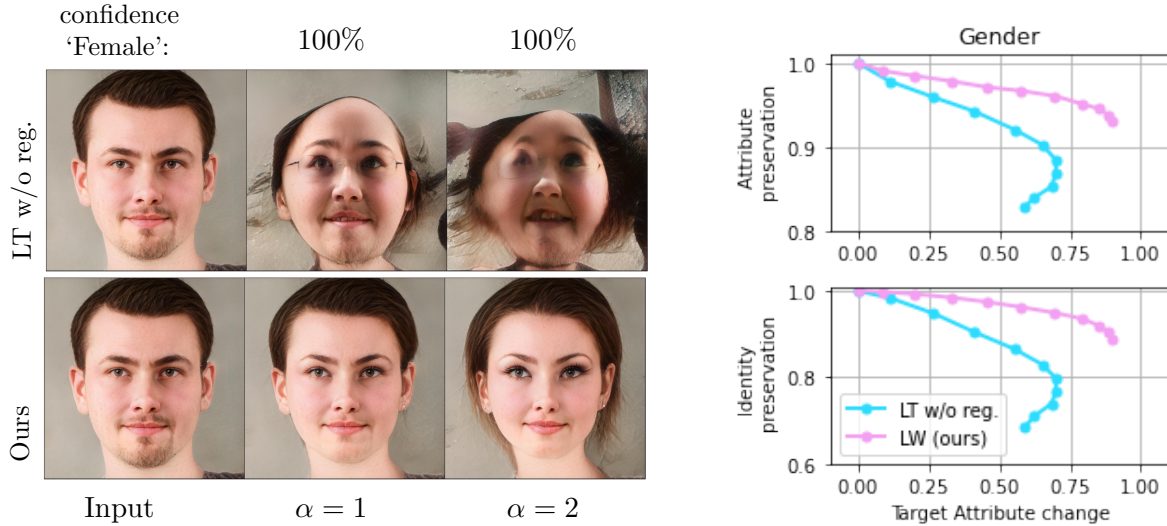 confidence
‘Female’:
100%
100%
LT w/o reg.
Ours
Input
α = 1
α = 2
Gender
Attribute
preservation
1.0
0.9
0.8
0.00
0.25
0.50
0.75
1.00
Identity
preservation
1.0
0.8
0.6
LT w/o reg.
LW (ours)
0.00
0.25
0.50
0.75
1.00
Target Attribute change